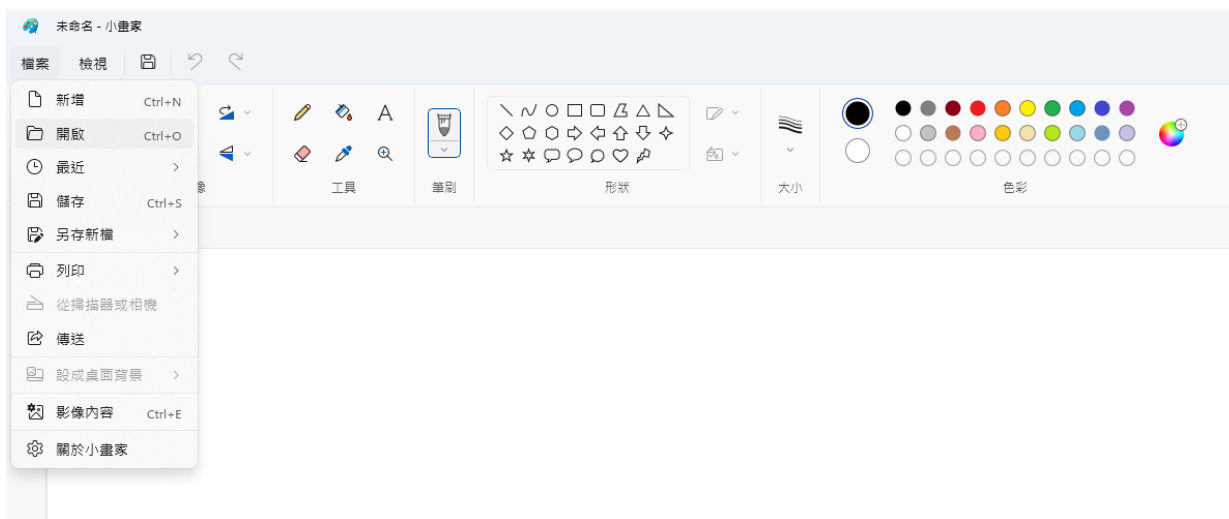 未命名 - 小畫家
檔案 檢視
新增 Ctrl+N
開啟 Ctrl+O
最近
儲存 Ctrl+S
另存新檔
列印
從掃描器或相機
傳送
設成桌面背景
影像內容 Ctrl+E
關於小畫家
像 工具 筆刷 形狀 大小 色彩